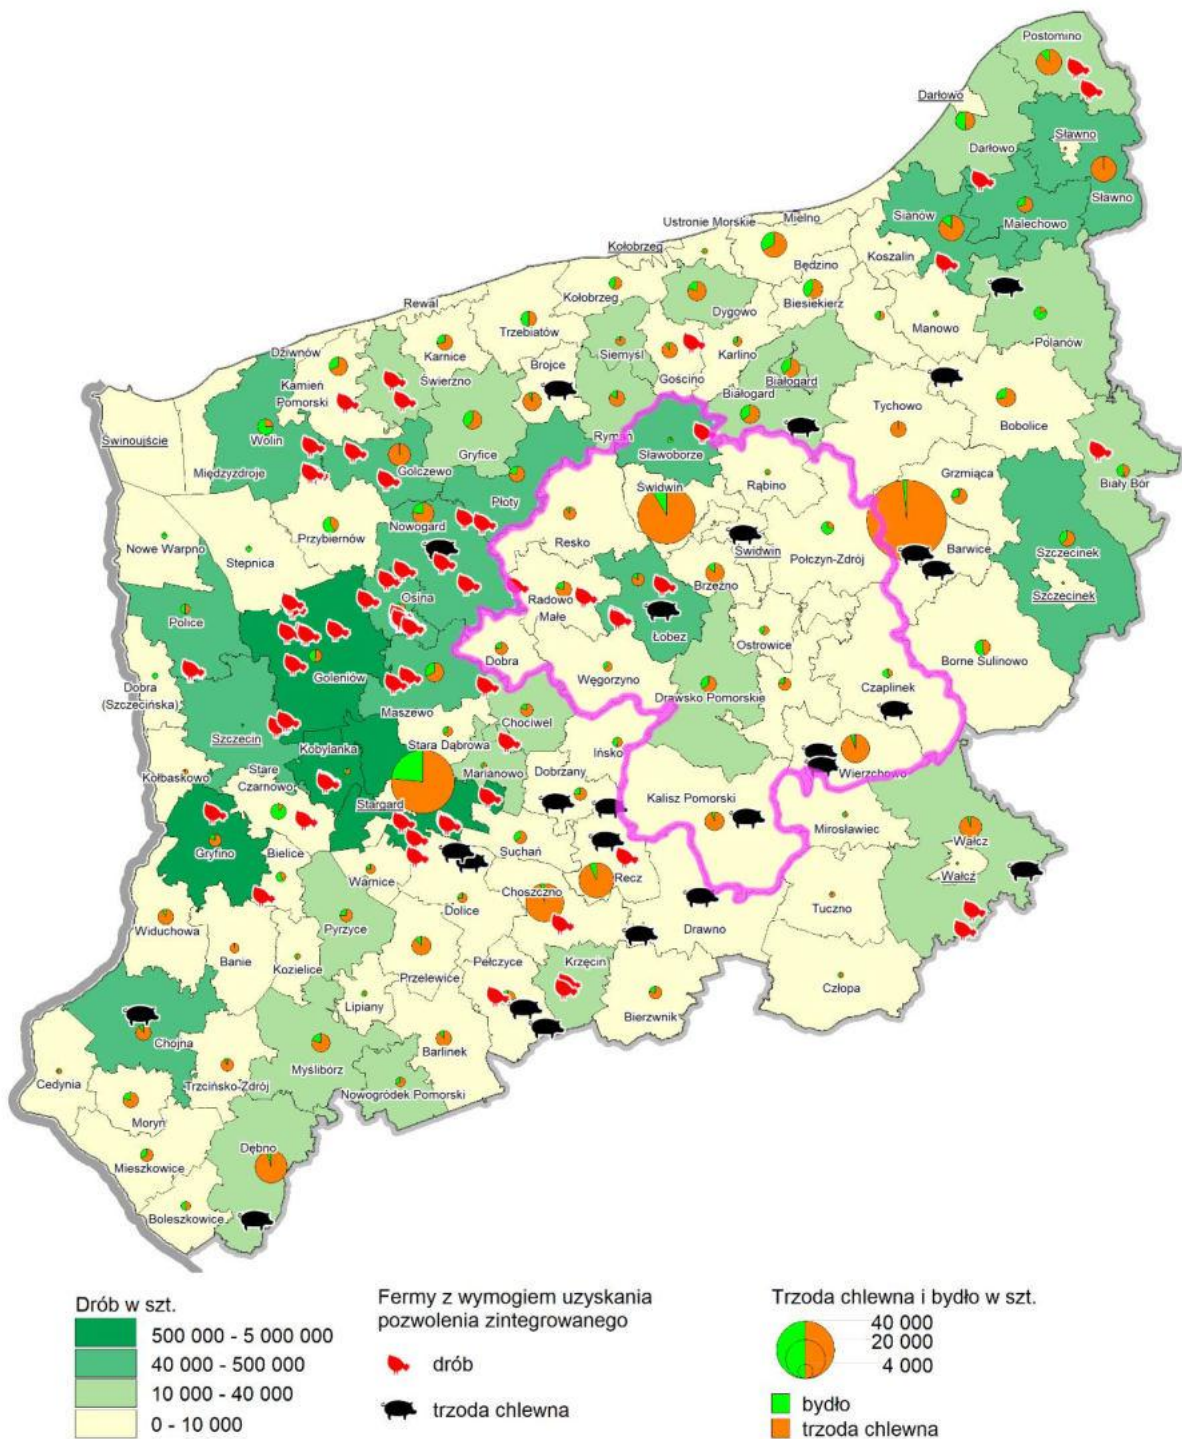 Postomino
Darłowo
Sławno
Darłowo
Sławno
Malechowo
Sianów
Mielno
Ustronie Morskie
Kołobrzeg
Koszalin
Będzino
Kołobrzeg
Biesiekierz
Rewal
Dygowo
Manowo
Polanów
Trzebiatów
Karnice
Siemyśl
Karlino
Dziwnów
Brojce
Gościno
Białogard
Świerzno
Kamień
Pomorski
Białogard
Tychowo
Bobolice
Świnoujście
Wolin
Gryfice
Rymań
Sławoborze
Międzyzdroje
Golczewo
Płoty
Świdwin
Rąbino
Grzmiąca
Biały Bór
Nowogard
Przybiernów
Nowe Warpno
Stepnica
Resko
Świdwin
Połczyn-Zdrój
Barwice
Szczecinek
Brzeżno
Szczecinek
Osina
Radowo
Małe
Police
Łobez
Ostrowice
Dobra
Borne Sulinowo
Goleniów
Węgorzyno
Czaplinek
Dobra
(Szczecińska)
Drawsko Pomorskie
Maszewo
Chociwel
Szczecin
Kobylanka
Stara Dąbrowa
Ińsko
Kołbaskowo
Stare
Czarnowo
Marianowo
Dobrzany
Wierzchowo
Stargard
Kalisz Pomorski
Mirosławiec
Gryfino
Bielice
Suchań
Wałcz
Warnice
Recz
Wałcz
Choszczno
Dolice
Tuczno
Widuchowa
Pyrzyce
Drawno
Banie
Kozielice
Przelewice
Pełczyce
Krzęcin
Człopa
Lipiany
Bierzwnik
Chojna
Barlinek
Cedynia
Trzcińsko-Zdrój
Myślibórz
Nowogródek Pomorski
Moryń
Dębno
Mieszkowice
Boleszkowice
Drób w szt.
500 000 - 5 000 000
40 000 - 500 000
10 000 - 40 000
0 - 10 000
Fermy z wymogiem uzyskania
pozwolenia zintegrowanego
drób
trzoda chlewna
Trzoda chlewna i bydło w szt.
40 000
20 000
4 000
bydło
trzoda chlewna